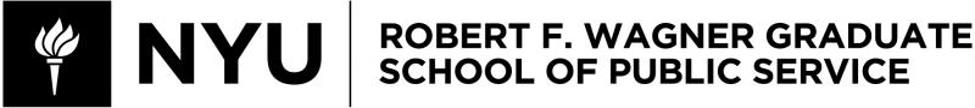 NYU
ROBERT F. WAGNER GRADUATE
SCHOOL OF PUBLIC SERVICE